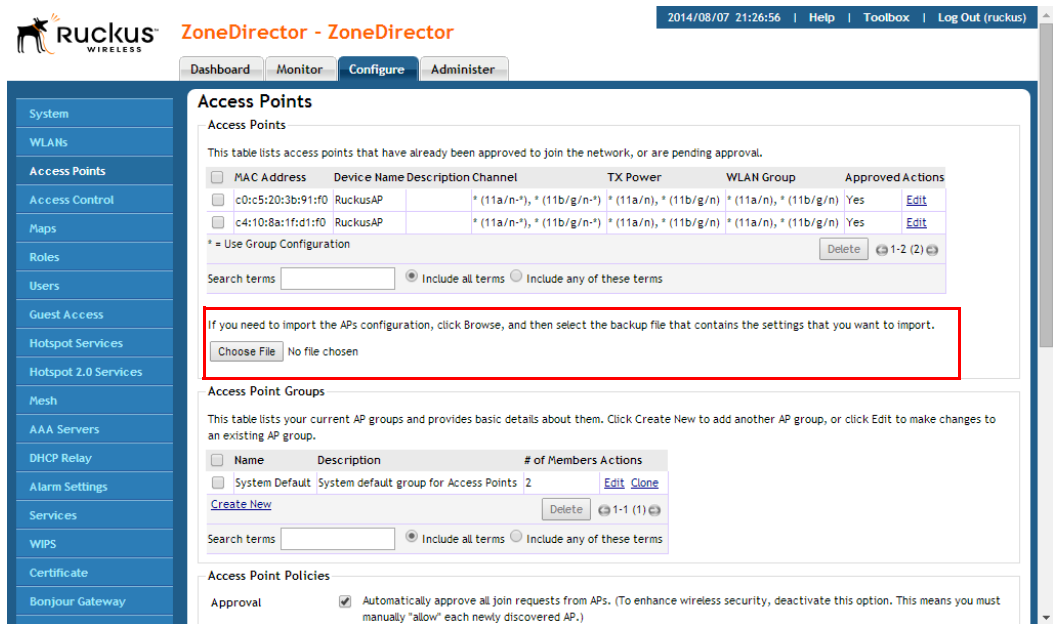 2014/08/07 21:26:56 | Help | Toolbox | Log Out (ruckus)
RUCKUS™
WIRELESS
ZoneDirector - ZoneDirector
Dashboard Monitor Configure Administer
System
WLANs
Access Points
Access Control
Maps
Roles
Users
Guest Access
Hotspot Services
Hotspot 2.0 Services
Mesh
AAA Servers
DHCP Relay
Alarm Settings
Services
WIPS
Certificate
Bonjour Gateway
Access Points
Access Points
This table lists access points that have already been approved to join the network, or are pending approval.
MAC Address Device Name Description Channel TX Power WLAN Group Approved Actions
c0:c5:20:3b:91:f0 RuckusAP * (11a/n-*), * (11b/g/n-*) * (11a/n), * (11b/g/n) * (11a/n), * (11b/g/n) Yes Edit
c4:10:8a:1f:d1:f0 RuckusAP * (11a/n-*), * (11b/g/n-*) * (11a/n), * (11b/g/n) * (11a/n), * (11b/g/n) Yes Edit
* = Use Group Configuration Delete 1-2 (2)
Search terms Include all terms Include any of these terms
If you need to import the APs configuration, click Browse, and then select the backup file that contains the settings that you want to import.
Choose File No file chosen
Access Point Groups
This table lists your current AP groups and provides basic details about them. Click Create New to add another AP group, or click Edit to make changes to
an existing AP group.
Name Description # of Members Actions
System Default System default group for Access Points 2 Edit Clone
Create New Delete 1-1 (1)
Search terms Include all terms Include any of these terms
Access Point Policies
Approval Automatically approve all join requests from APs. (To enhance wireless security, deactivate this option. This means you must
manually "allow" each newly discovered AP.)